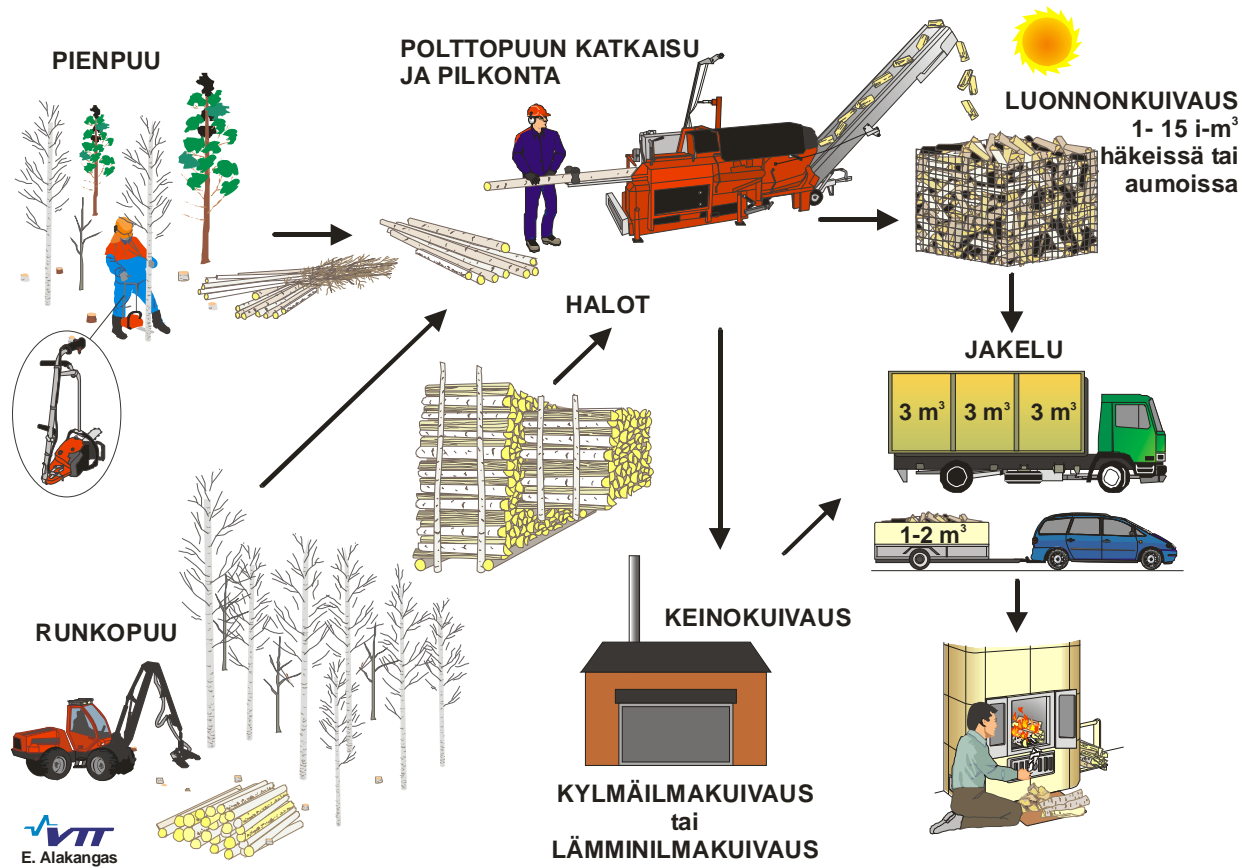 PIENPUU
POLTTOPUUN KATKAISU
JA PILKONTA
LUONNONKUIVAUS
1- 15 i-m³
häkeissä tai
aumoissa
HALOT
JAKELU
3 m³ 3 m³ 3 m³
1-2 m³
RUNKOPUU
KEINOKUIVAUS
KYLMÄILMAKUIVAUS
tai
LÄMMINILMAKUIVAUS
VTT
E. Alakangas